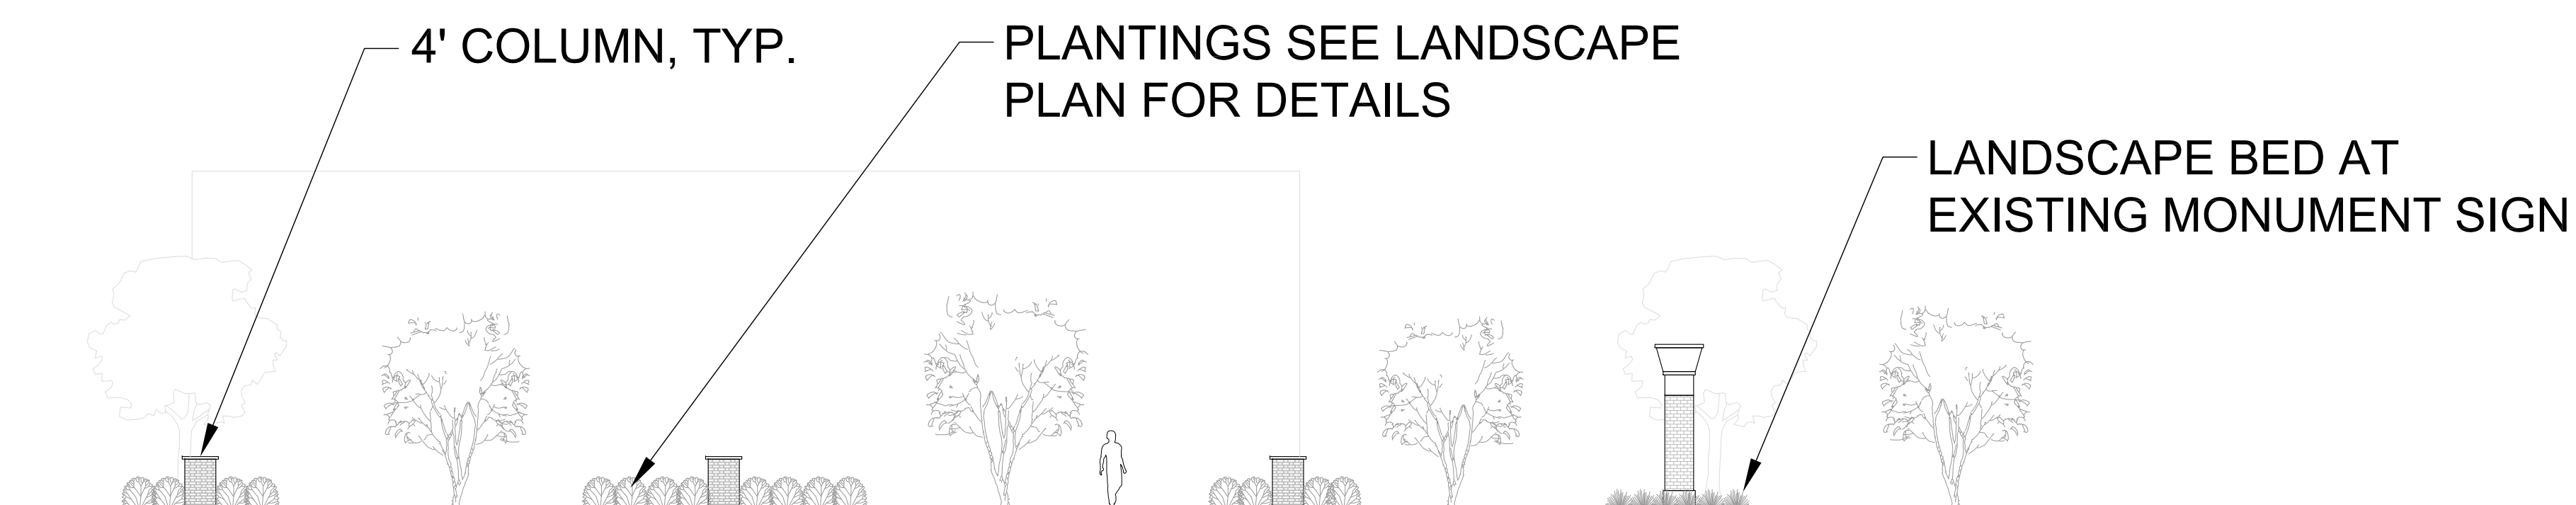 4' COLUMN, TYP.
PLANTINGS SEE LANDSCAPE
PLAN FOR DETAILS
LANDSCAPE BED AT
EXISTING MONUMENT SIGN